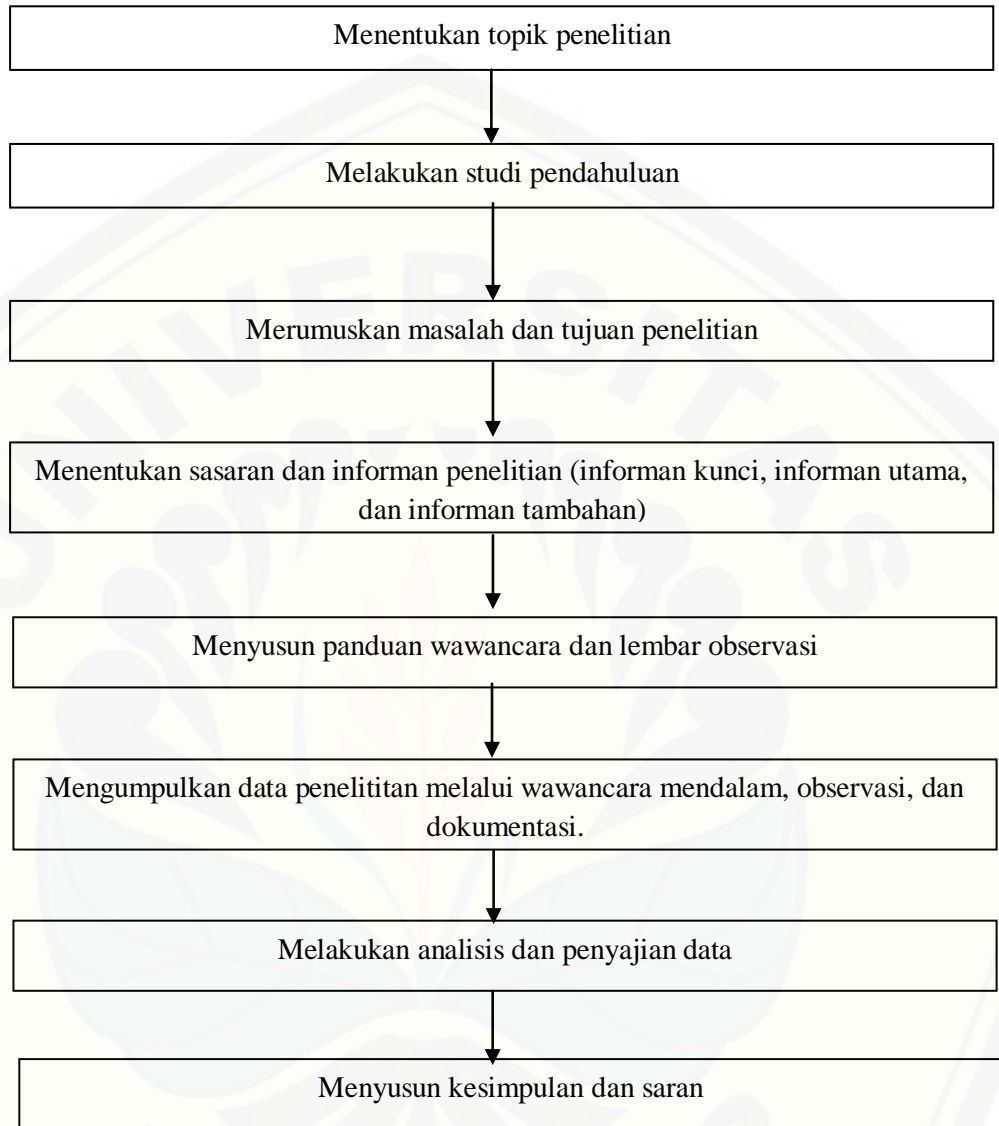 Menentukan topik penelitian
Melakukan studi pendahuluan
Merumuskan masalah dan tujuan penelitian
Menentukan sasaran dan informan penelitian (informan kunci, informan utama,
dan informan tambahan)
Menyusun panduan wawancara dan lembar observasi
Mengumpulkan data penelititan melalui wawancara mendalam, observasi, dan
dokumentasi.
Melakukan analisis dan penyajian data
Menyusun kesimpulan dan saran
UNIVERSITAS